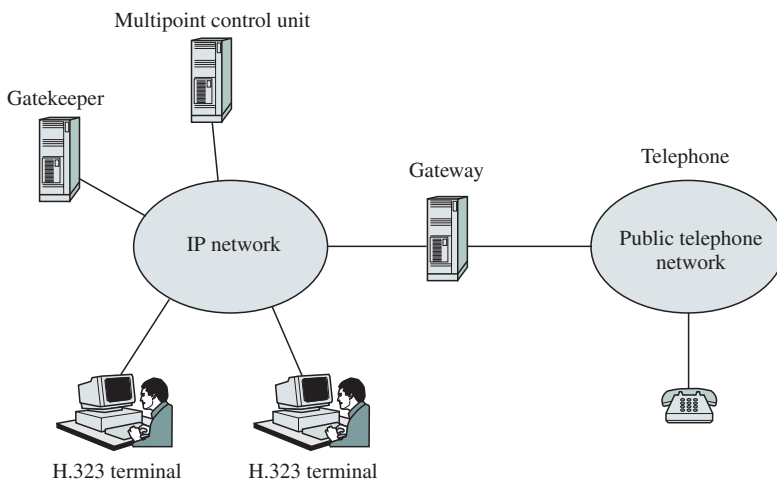 Multipoint control unit
Gatekeeper
Gateway
Telephone
IP network
Public telephone
network
H.323 terminal
H.323 terminal